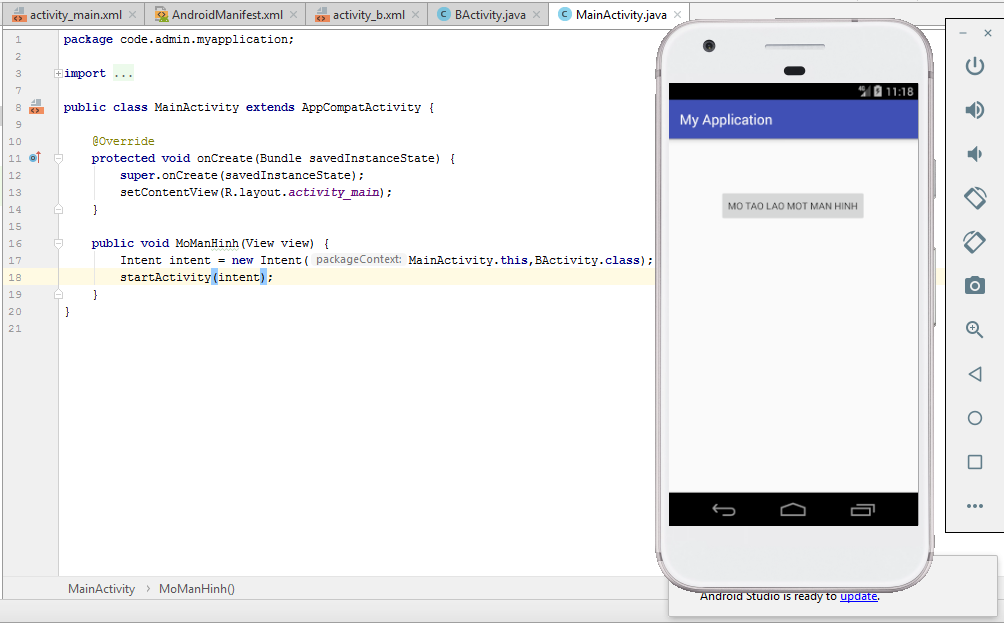 activity_main.xml AndroidManifest.xml activity_b.xml BActivity.java MainActivity.java
1 package code.admin.myapplication;
2
3 import ...
7
8 public class MainActivity extends AppCompatActivity {
9
10 @Override
11 protected void onCreate(Bundle savedInstanceState) {
12 super.onCreate(savedInstanceState);
13 setContentView(R.layout.activity_main);
14 }
15
16 public void MoManHinh(View view) {
17 Intent intent = new Intent( packageContext: MainActivity.this,BActivity.class);
18 startActivity(intent);
19 }
20 }
21
MainActivity > MoManHinh()
11:18
My Application
MO TAO LAO MOT MAN HINH
Android Studio is ready to update.